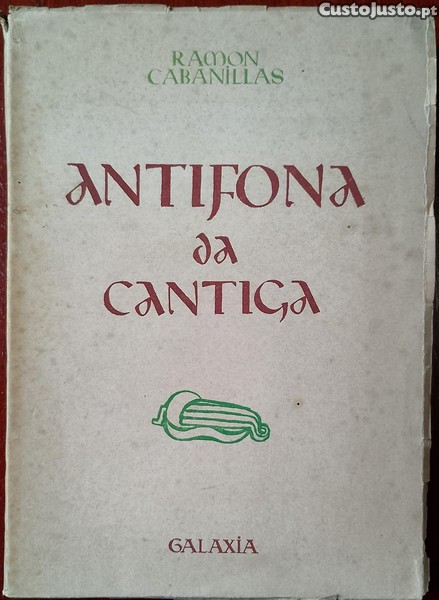 CustoJusto.pt
RAMON
CABANILLAS
ANTIFONA
da
CANTIGA
GALAXIA